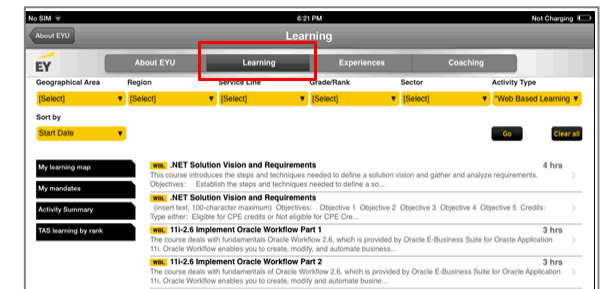 No SIM 6:21 PM Not Charging
About EYU Learning
EY About EYU Learning Experiences Coaching
Geographical Area Region Service Line Grade/Rank Sector Activity Type
[Select] [Select] [Select] [Select] [Select] "Web Based Learning
Sort by
Start Date Go Clear all
My learning map
My mandates
Activity Summary
TAS learning by rank
WBL .NET Solution Vision and Requirements 4 hrs
This course introduces the steps and techniques needed to define a solution vision and gather and analyze requirements.
Objectives: Establish the steps and techniques needed to define a so...
WBL .NET Solution Vision and Requirements
(insert text, 100-character maximum) Objectives: Objective 1 Objective 2 Objective 3 Objective 4 Objective 5 Credits:
Type either: Eligible for CPE credits or Not eligible for CPE Cre...
WBL 11i-2.6 Implement Oracle Workflow Part 1 3 hrs
The course deals with fundamentals Oracle Workflow 2.6, which is provided by Oracle E-Business Suite for Oracle Application
11i. Oracle Workflow enables you to create, modify, and automate business...
WBL 11i-2.6 Implement Oracle Workflow Part 2 3 hrs
The course deals with fundamentals of Oracle Workflow 2.6, which is provided by Oracle E-Business Suite for Oracle Application
11i. Oracle Workflow enables you to create, modify and automate busine...